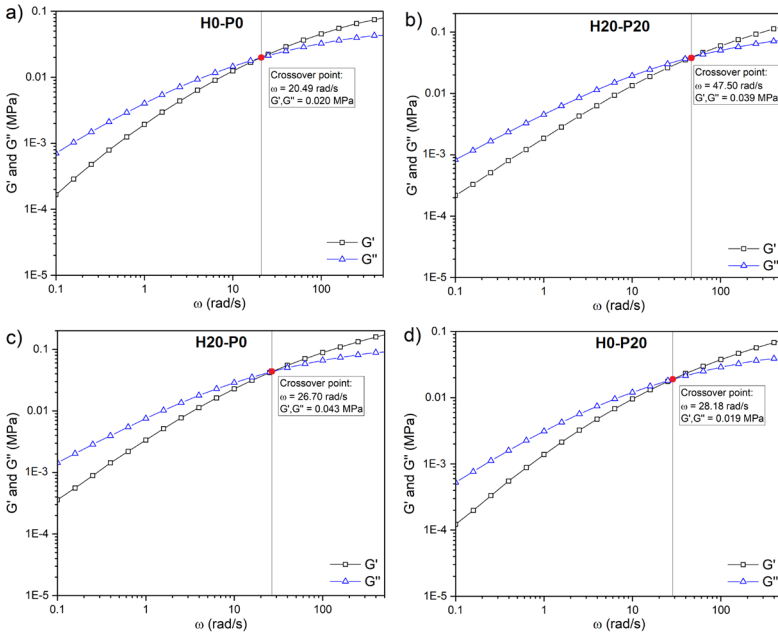 a)
H0-P0
G' and G'' (MPa)
0.1
0.01
1E-3
1E-4
1E-5
Crossover point:
ω = 20.49 rad/s
G',G'' = 0.020 MPa
G'
G''
0.1 1 10 100
ω (rad/s)
b)
H20-P20
G' and G'' (MPa)
0.1
0.01
1E-3
1E-4
1E-5
Crossover point:
ω = 47.50 rad/s
G',G'' = 0.039 MPa
G'
G''
0.1 1 10 100
ω (rad/s)
c)
H20-P0
G' and G'' (MPa)
0.1
0.01
1E-3
1E-4
1E-5
Crossover point:
ω = 26.70 rad/s
G',G'' = 0.043 MPa
G'
G''
0.1 1 10 100
ω (rad/s)
d)
H0-P20
G' and G'' (MPa)
0.1
0.01
1E-3
1E-4
1E-5
Crossover point:
ω = 28.18 rad/s
G',G'' = 0.019 MPa
G'
G''
0.1 1 10 100
ω (rad/s)